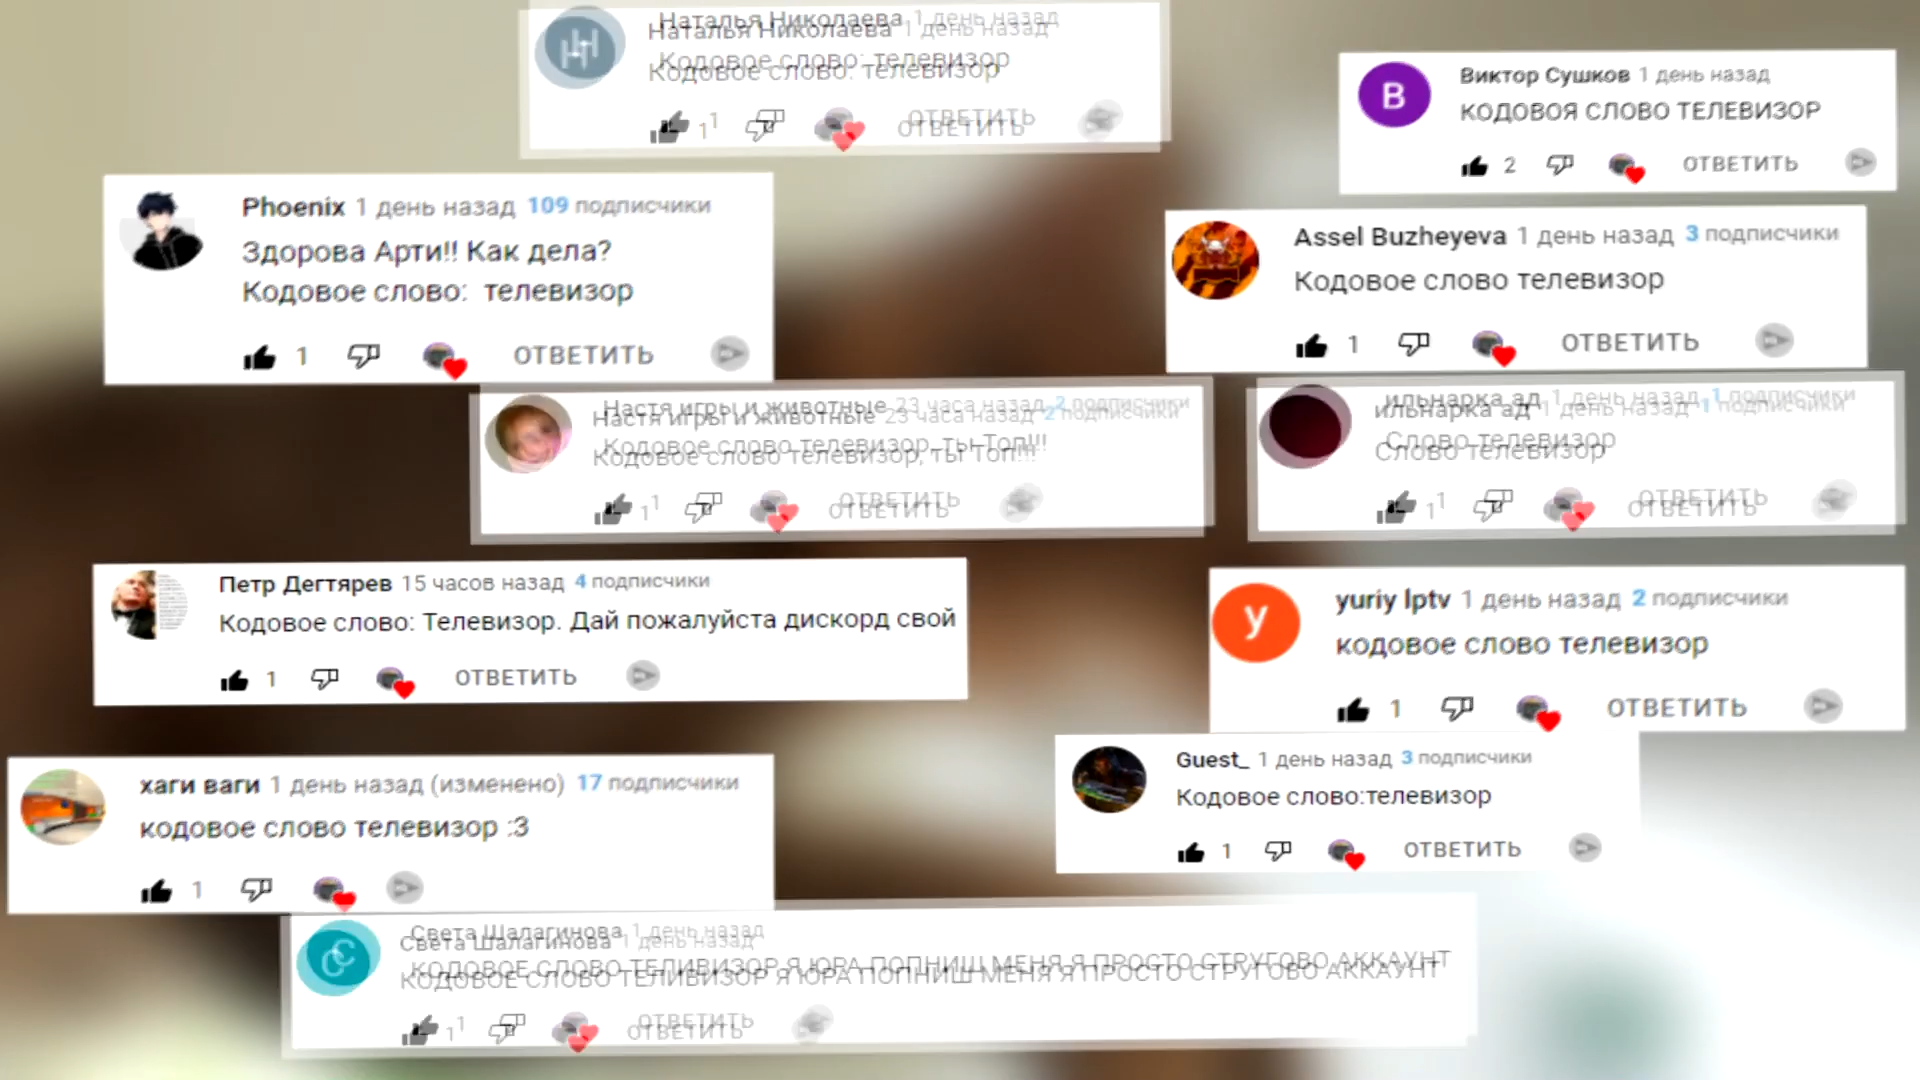 Наталья Николаева 1 день назад
Кодовое слово: телевизор
1 ОТВЕТИТЬ
Виктор Сушков 1 день назад
КОДОВОЯ СЛОВО ТЕЛЕВИЗОР
2 ОТВЕТИТЬ
Phoenix 1 день назад 109 подписчики
Здорова Арти!! Как дела?
Кодовое слово: телевизор
1 ОТВЕТИТЬ
Assel Buzheyeva 1 день назад 3 подписчики
Кодовое слово телевизор
1 ОТВЕТИТЬ
Настя игры и животные 23 часа назад 2 подписчики
Кодовое слово телевизор, ты Топ!!!
1 ОТВЕТИТЬ
ильнарка ад 1 день назад 1 подписчики
Слово телевизор
1 ОТВЕТИТЬ
Петр Дегтярев 15 часов назад 4 подписчики
Кодовое слово: Телевизор. Дай пожалуйста дискорд свой
1 ОТВЕТИТЬ
yuriy Iptv 1 день назад 2 подписчики
кодовое слово телевизор
1 ОТВЕТИТЬ
хаги ваги 1 день назад (изменено) 17 подписчики
кодовое слово телевизор :3
1
Guest_ 1 день назад 3 подписчики
Кодовое слово:телевизор
1 ОТВЕТИТЬ
Света Шалагинова 1 день назад
КОДОВОЕ СЛОВО ТЕЛИВИЗОР Я ЮРА ПОПНИШ МЕНЯ Я ПРОСТО СТРУГОВО АККАУНТ
1 ОТВЕТИТЬ